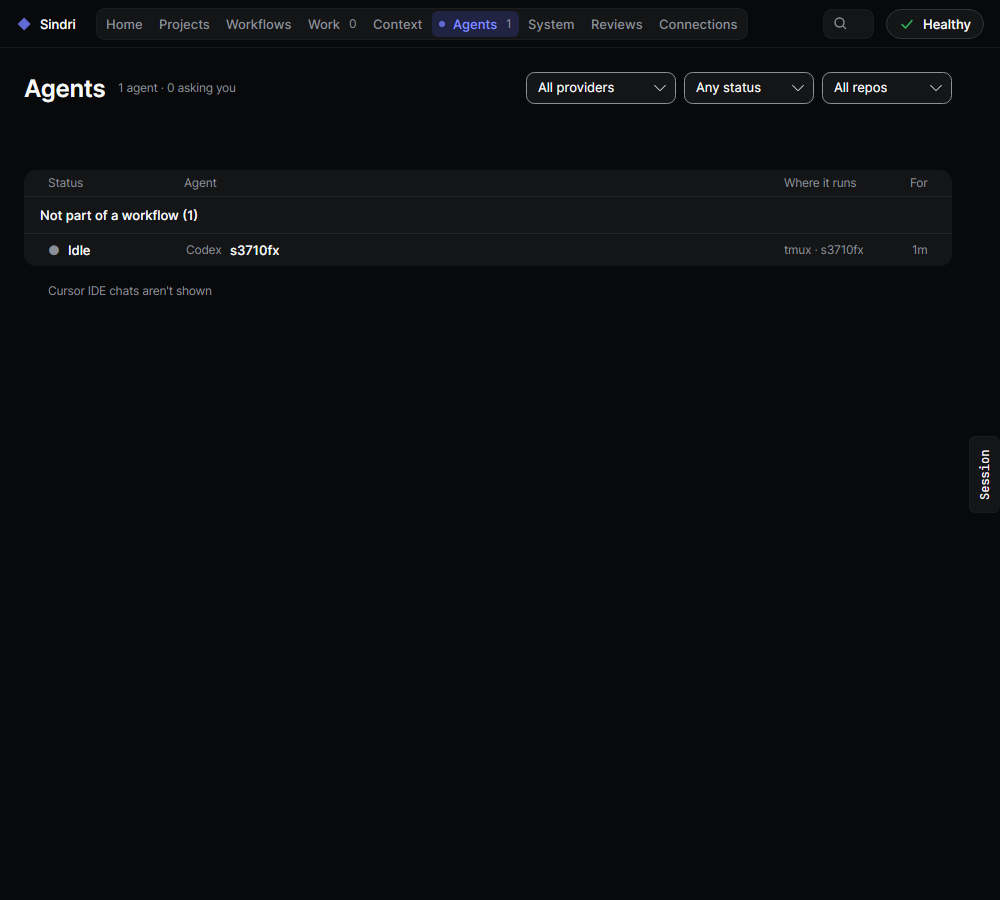 Sindri Home Projects Workflows Work 0 Context Agents 1 System Reviews Connections Healthy
Agents 1 agent · 0 asking you All providers Any status All repos
Status Agent Where it runs For
Not part of a workflow (1)
Idle Codex s3710fx tmux · s3710fx 1m
Cursor IDE chats aren't shown
Session